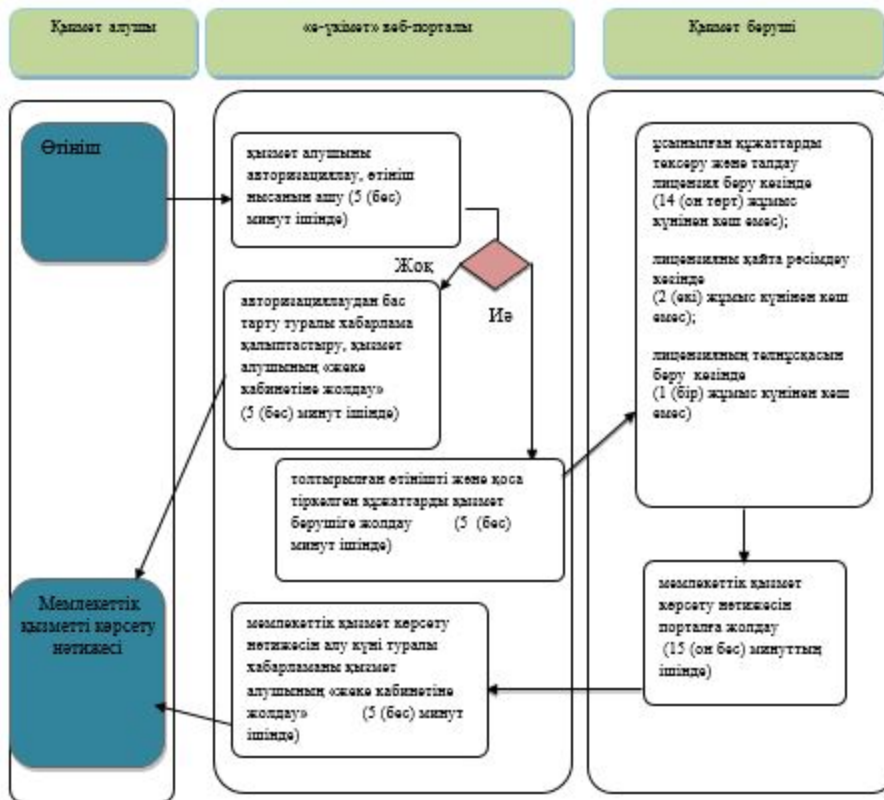 Қызмет алушы
«е-үкімет» веб-порталы
Қызмет беруші
Өтініш
қызмет алушыны
авторизациялау, өтініш
нысанын ашу (5 (бес)
минут ішінде)
Жоқ
Иә
авторизациялаудан бас
тарту туралы хабарлама
қалыптастыру, қызмет
алушының «жеке
кабинетіне жолдау»
(5 (бес) минут ішінде)
толтырылған өтінішті және қоса
тіркелген құжаттарды қызмет
берушіге жолдау (5 (бес)
минут ішінде)
ұсынылған құжаттарды
тексеру және талдау
лицензия беру кезінде
(14 (он төрт) жұмыс
күнінен кеш емес);
лицензияны қайта ресімдеу
кезінде
(2 (екі) жұмыс күнінен кеш
емес);
лицензияның телнұсқасын
беру кезінде
(1 (бір) жұмыс күнінен кеш
емес)
мемлекеттік қызмет
көрсету нәтижесін
порталға жолдау
(15 (он бес) минуттың
ішінде)
мемлекеттік қызмет көрсету
нәтижесін алу күні туралы
хабарламаны қызмет
алушының «жеке кабинетіне
жолдау» (5 (бес) минут
ішінде)
Мемлекеттік
қызметті көрсету
нәтижесі